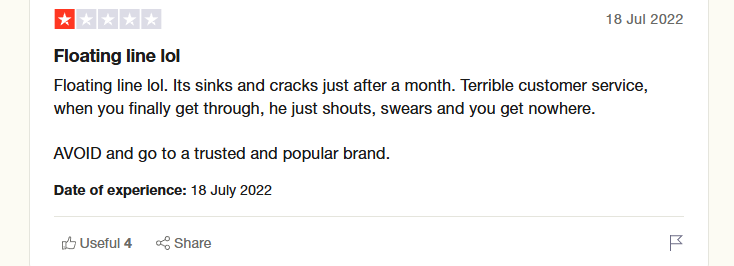 18 Jul 2022
Floating line lol
Floating line lol. Its sinks and cracks just after a month. Terrible customer service,
when you finally get through, he just shouts, swears and you get nowhere.
AVOID and go to a trusted and popular brand.
Date of experience: 18 July 2022
Useful 4 Share